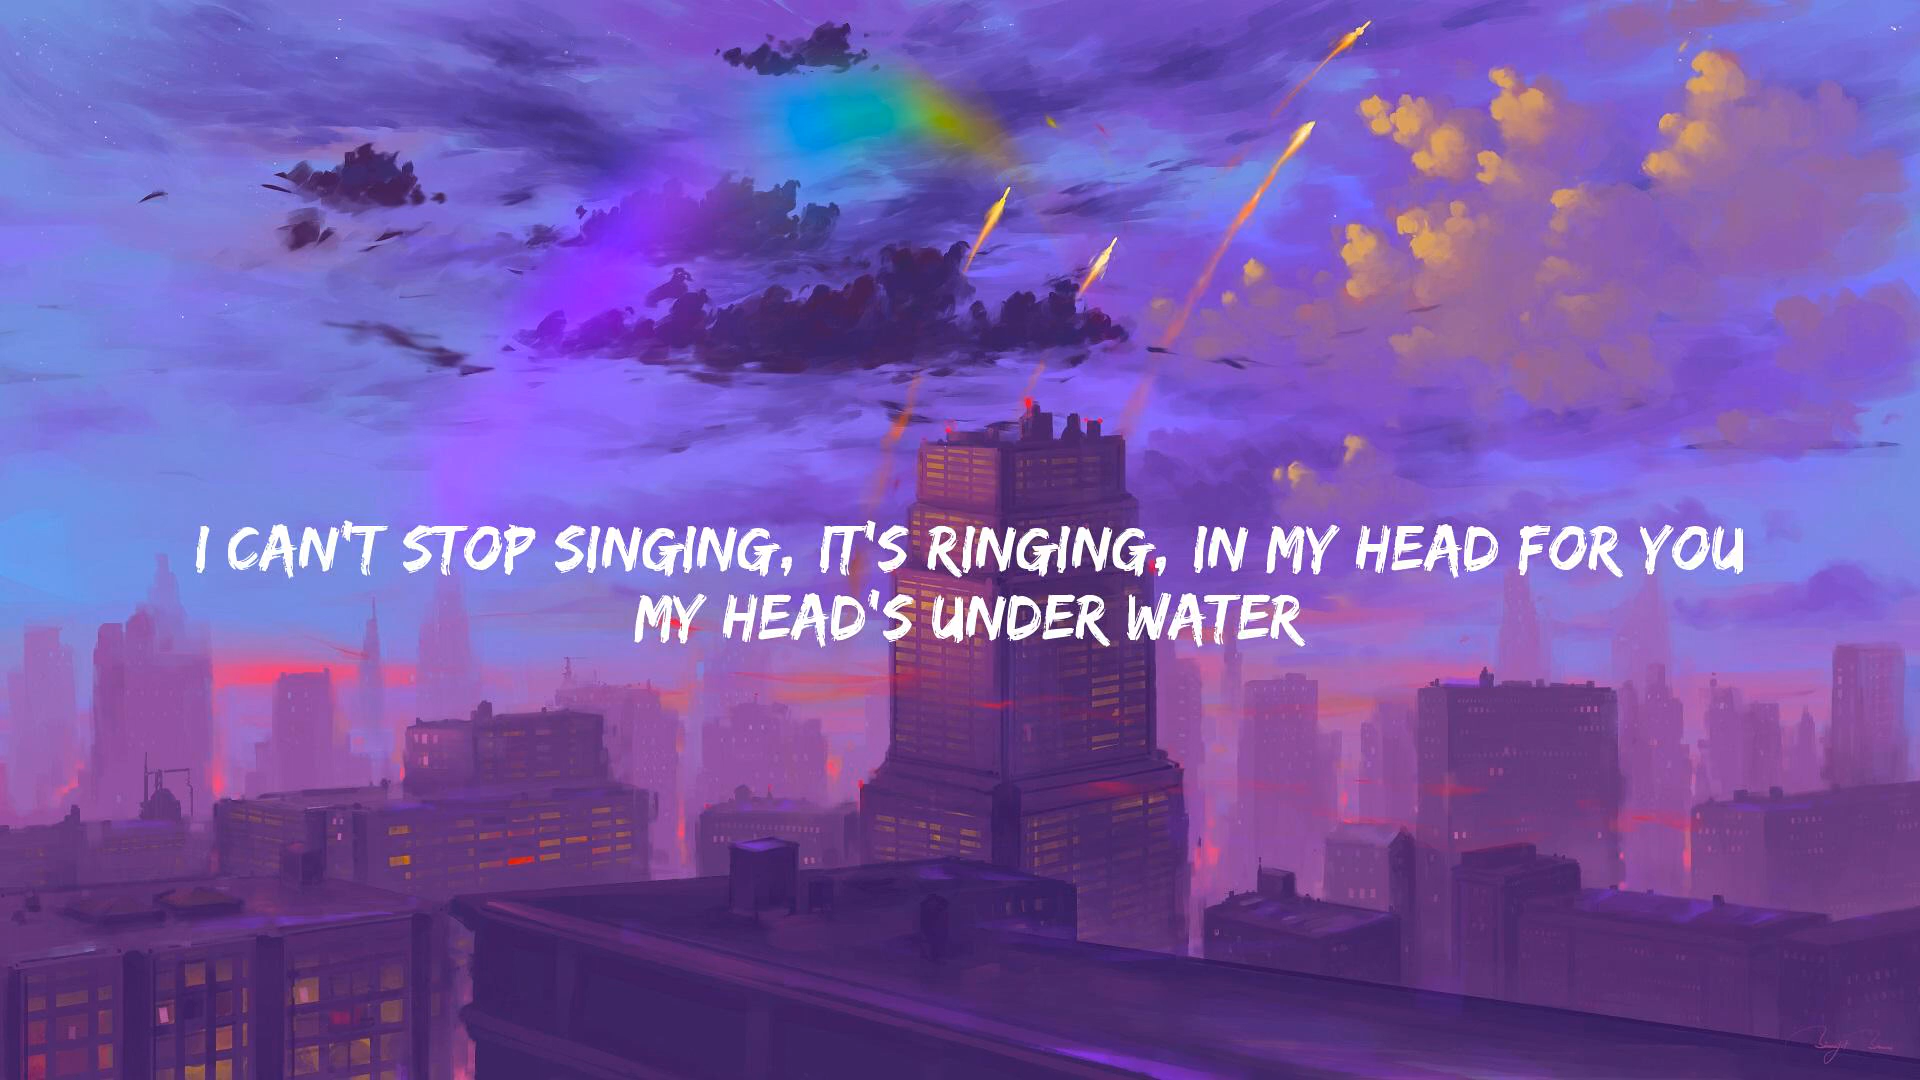 I CAN'T STOP SINGING, IT'S RINGING, IN MY HEAD FOR YOU
MY HEAD'S UNDER WATER